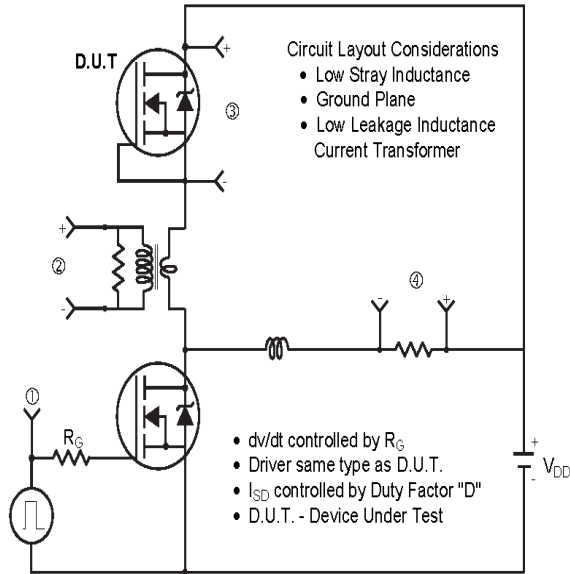 D.U.T
+
Circuit Layout Considerations
• Low Stray Inductance
• Ground Plane
• Low Leakage Inductance
Current Transformer
③
-
+
②
-
④
- +
①
RG
• dv/dt controlled by RG
• Driver same type as D.U.T.
• ISD controlled by Duty Factor "D"
• D.U.T. - Device Under Test
+
VDD
-